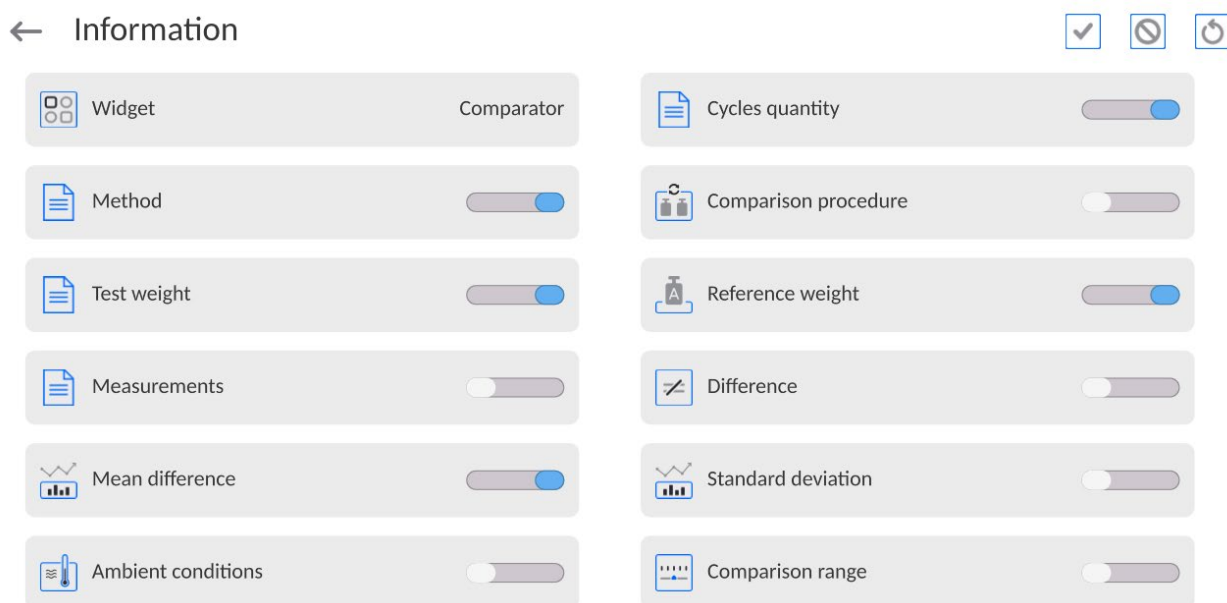 Information
Widget Comparator
Cycles quantity
Method
Comparison procedure
Test weight
A Reference weight
Measurements
Difference
Mean difference
Standard deviation
Ambient conditions
Comparison range